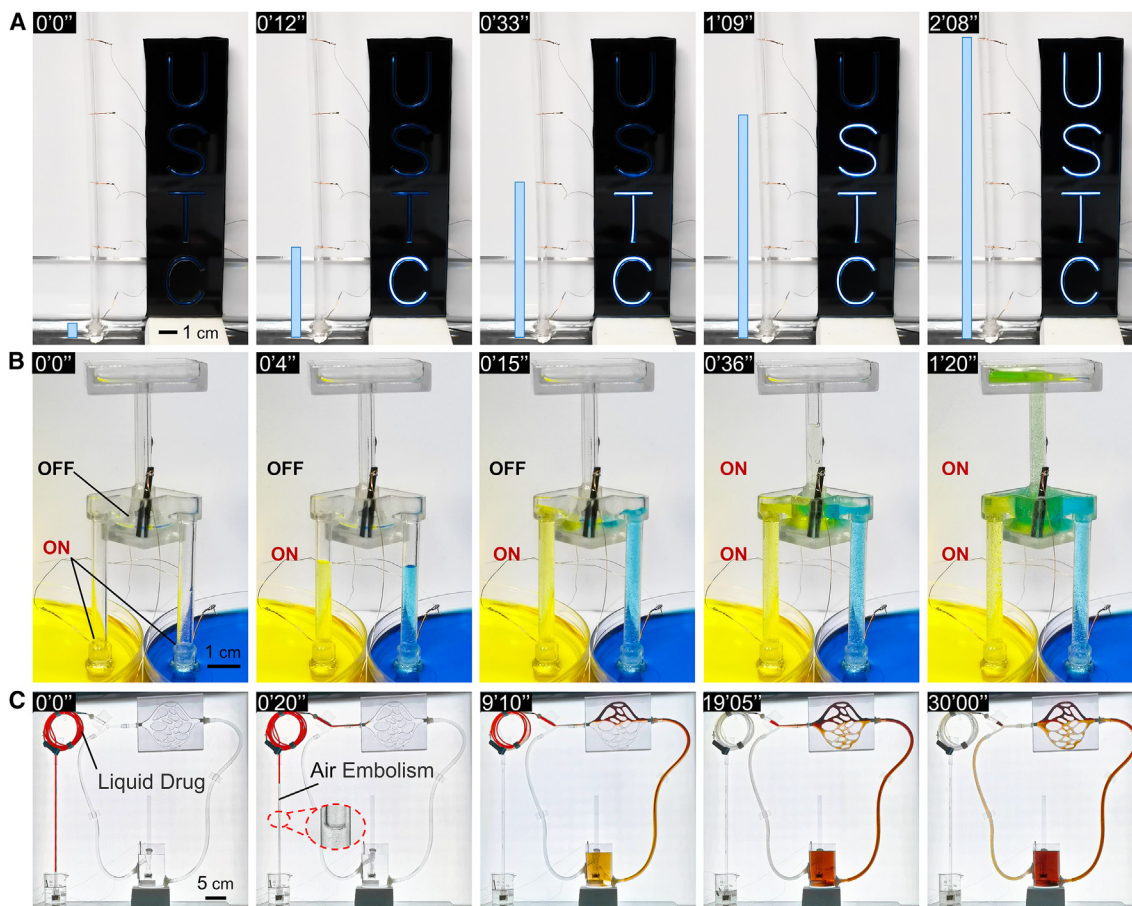 A
0’0’’
0’12’’
0’33’’
1’09’’
2’08’’
U
S
T
C
U
S
T
C
U
S
T
C
U
S
T
C
U
S
T
C
1 cm
B
0’0’’
0’4’’
0’15’’
0’36’’
1’20’’
OFF
OFF
OFF
ON
ON
ON
ON
ON
ON
ON
1 cm
C
0’0’’
0’20’’
9’10’’
19’05’’
30’00’’
Liquid Drug
Air Embolism
5 cm